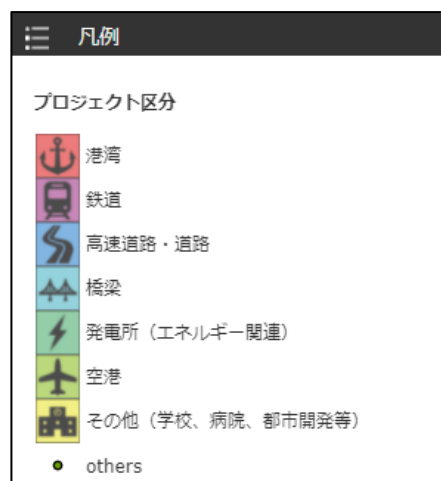 凡例
プロジェクト区分
港湾
鉄道
高速道路・道路
橋梁
発電所（エネルギー関連）
空港
その他（学校、病院、都市開発等）
others